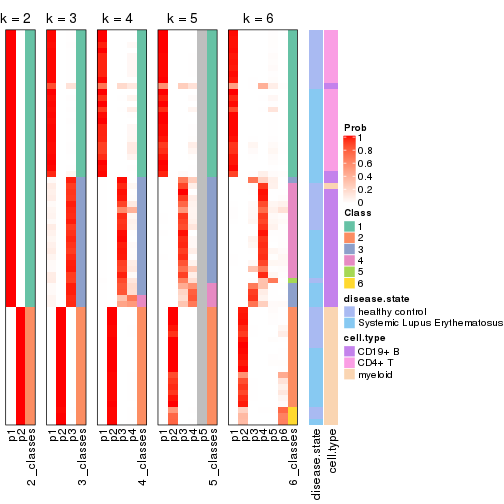 k = 2 k = 3 k = 4 k = 5 k = 6
Prob
1
0.8
0.6
0.4
0.2
0
Class
1
2
3
4
5
6
disease.state
healthy control
Systemic Lupus Erythematosus
cell.type
CD19+ B
CD4+ T
myeloid
p1
p2
2_classes
p1
p2
p3
3_classes
p1
p2
p3
p4
4_classes
p1
p2
p3
p4
p5
5_classes
p1
p2
p3
p4
p5
p6
6_classes
disease.state
cell.type